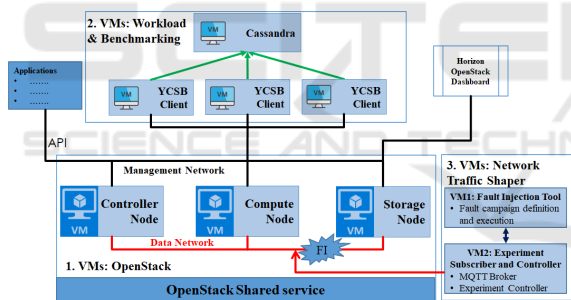 2. VMs: Workload
& Benchmarking
VM
Cassandra
Applications
• .......
• .......
• .......
VM
YCSB
Client
VM
YCSB
Client
VM
YCSB
Client
Horizon
OpenStack
Dashboard
SCIENCE AND TECHN
API
Management Network
Controller
Node
VM
Compute
Node
VM
Storage
Node
VM
Data Network
FI
1. VMs: OpenStack
OpenStack Shared service
3. VMs: Network
Traffic Shaper
VM1: Fault Injection Tool
• Fault campaign definition
and execution
VM2: Experiment
Subscriber and Controller
• MQTT Broker
• Experiment Controller